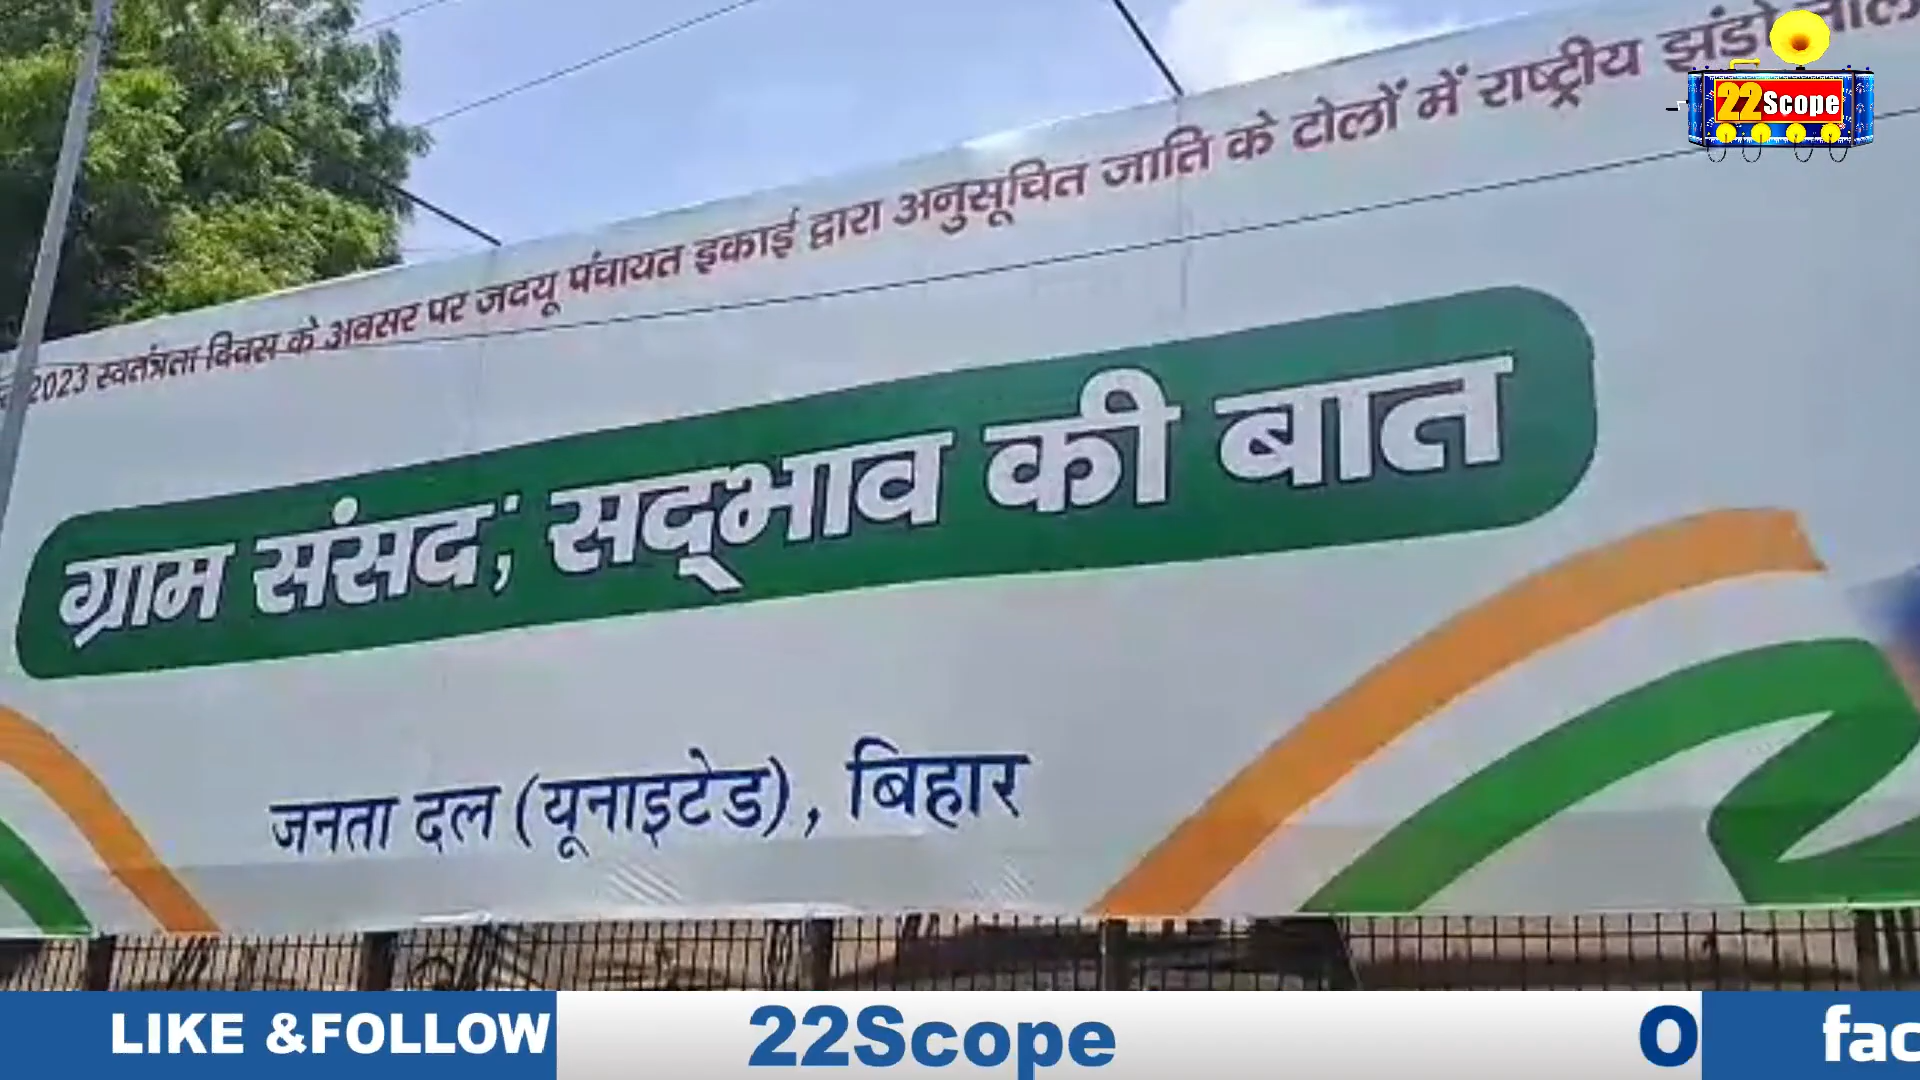 2023 स्वतंत्रता दिवस के अवसर पर जदयू पंचायत इकाई द्वारा अनुसूचित जाति के टोलों में राष्ट्रीय
22Scope
ग्राम संसद; सद्‌भाव की बात
जनता दल (यूनाइटेड), बिहार
LIKE &FOLLOW 22Scope O fac